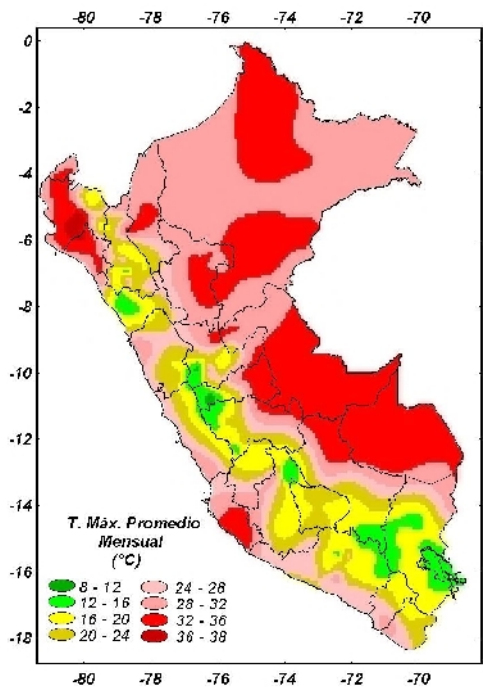 -80 -78 -76 -74 -72 -70
0
-2
-4
-6
-8
-10
-12
-14
-16
-18
T. Máx. Promedio
Mensual
(°C)
8 - 12 24 - 28
12 - 16 28 - 32
16 - 20 32 - 36
20 - 24 36 - 38
-80 -78 -76 -74 -72 -70